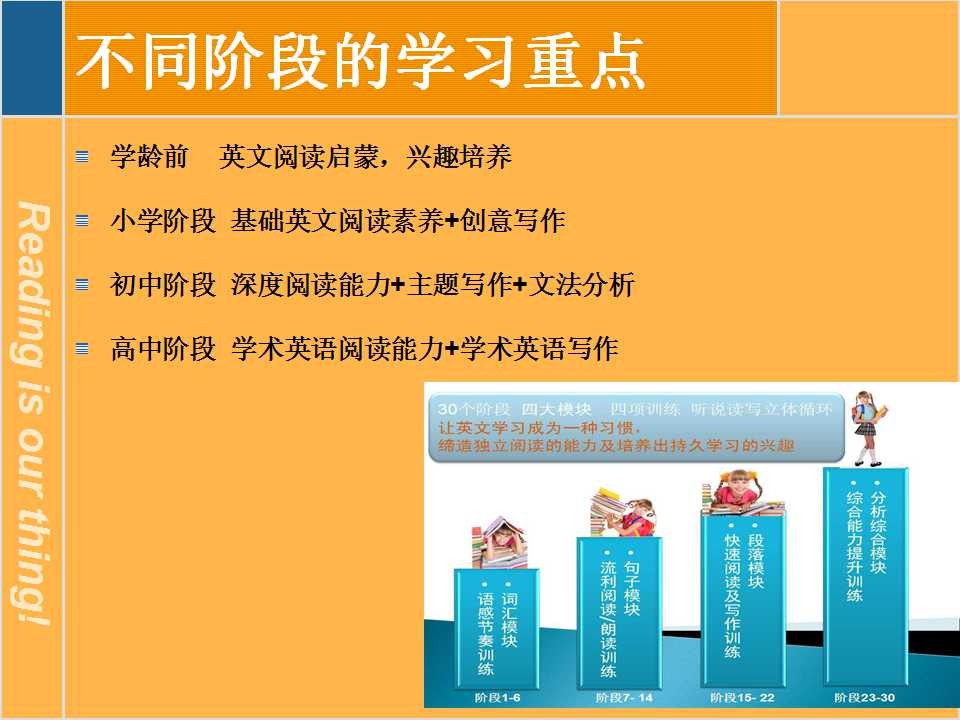 不同阶段的学习重点
学龄前 英文阅读启蒙，兴趣培养
小学阶段 基础英文阅读素养+创意写作
初中阶段 深度阅读能力+主题写作+文法分析
高中阶段 学术英语阅读能力+学术英语写作
Reading is our thing!
30个阶段 四大模块 四项训练 听说读写立体循环
让英文学习成为一种习惯，
缔造独立阅读的能力及培养出持久学习的兴趣
• 词汇模块
• 语感节奏训练
阶段1-6
• 句子模块
• 流利阅读/朗读训练
阶段7- 14
• 段落模块
• 快速阅读及写作训练
阶段15- 22
• 分析综合模块
• 综合能力提升训练
阶段23-30